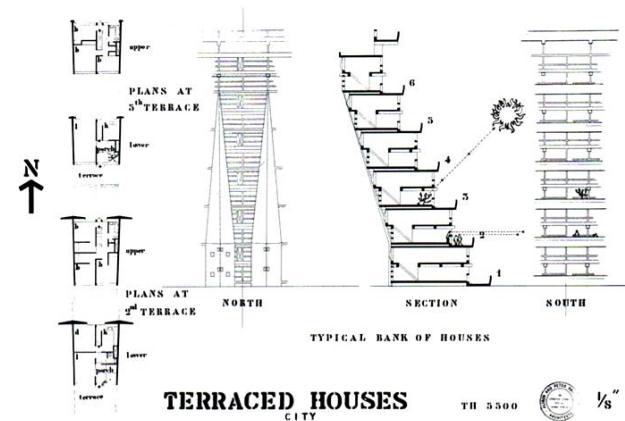 b
b
b
upper
PLANS AT
5th TERRACE
l
k
porch
lower
terrace
N
b
b
b
upper
PLANS AT
2nd TERRACE
d
k
l
porch
lower
terrace
NORTH
6
5
4
3
2
1
SECTION
SOUTH
TYPICAL BANK OF HOUSES
TERRACED HOUSES
CITY
TH 5500
1/8"